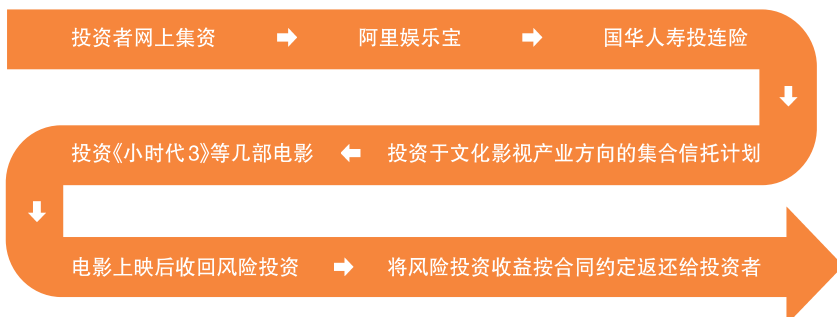 投资者网上集资 阿里娱乐宝 国华人寿投连险
投资《小时代3》等几部电影 投资于文化影视产业方向的集合信托计划
电影上映后收回风险投资 将风险投资收益按合同约定返还给投资者